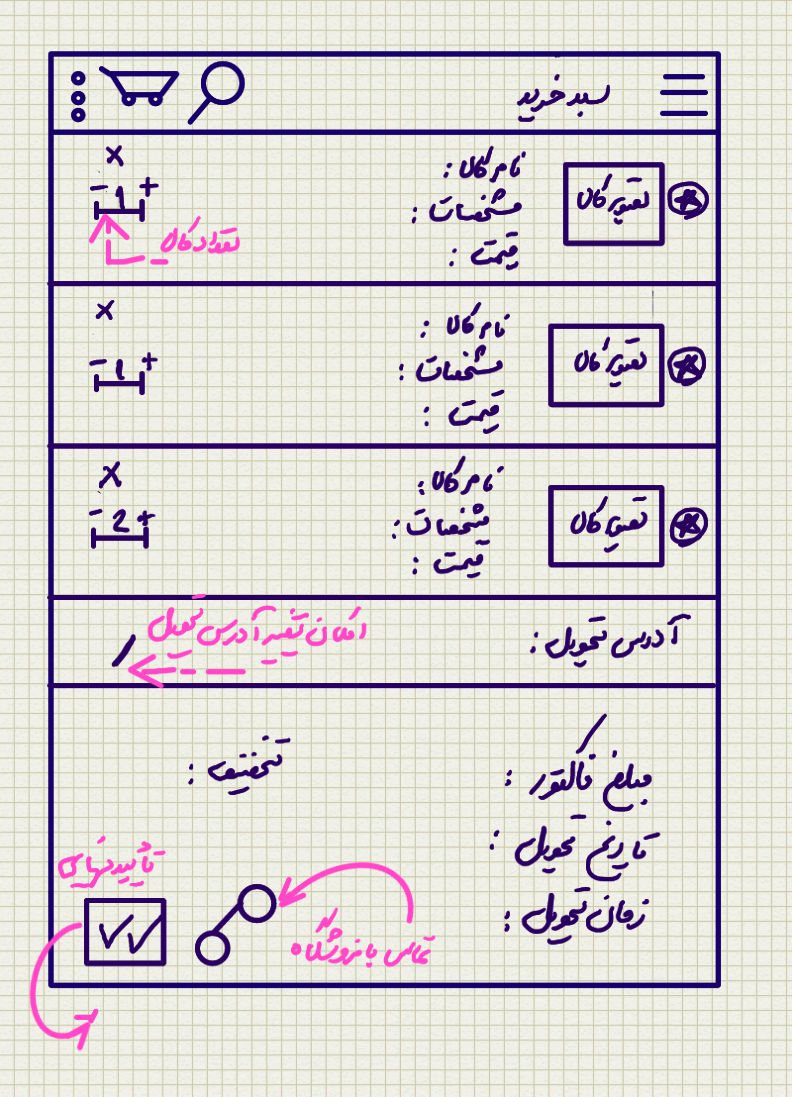 سبد خرید
تصویر کالا
نام کالا :
مشخصات :
قیمت :
×
- 1 +
تعداد کالا
تصویر کالا
نام کالا :
مشخصات :
قیمت :
×
- 1 +
تصویر کالا
نام کالا :
مشخصات :
قیمت :
×
- 2 +
آدرس تحویل :
امکان تغییر آدرس تحویل
مبلغ فاکتور :
تخفیف :
تاریخ تحویل :
زمان تحویل :
تأیید نهایی
تماس با فروشگاه